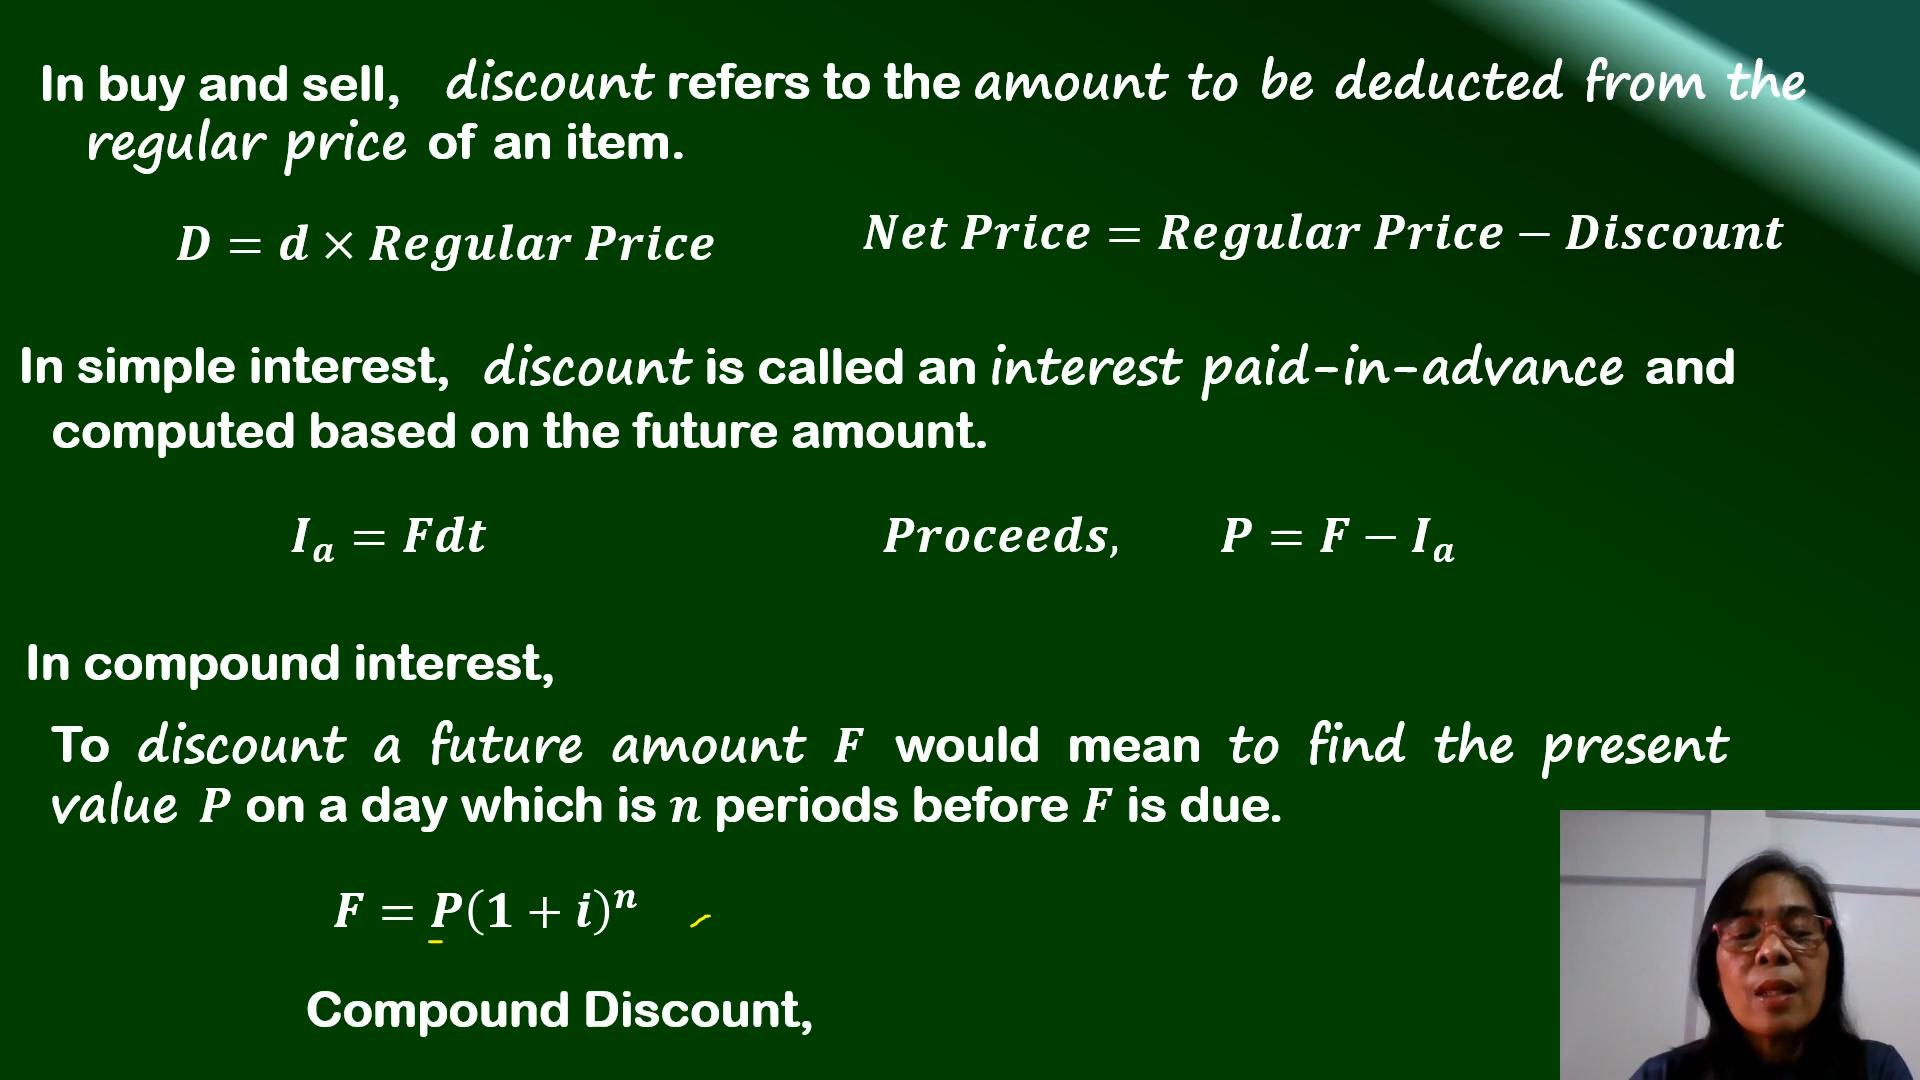 In buy and sell, discount refers to the amount to be deducted from the
regular price of an item.
D = d × Regular Price
Net Price = Regular Price − Discount
In simple interest, discount is called an interest paid-in-advance and
computed based on the future amount.
Iₐ = Fdt
Proceeds, P = F − Iₐ
In compound interest,
To discount a future amount F would mean to find the present
value P on a day which is n periods before F is due.
F = P(1 + i)ⁿ
Compound Discount,